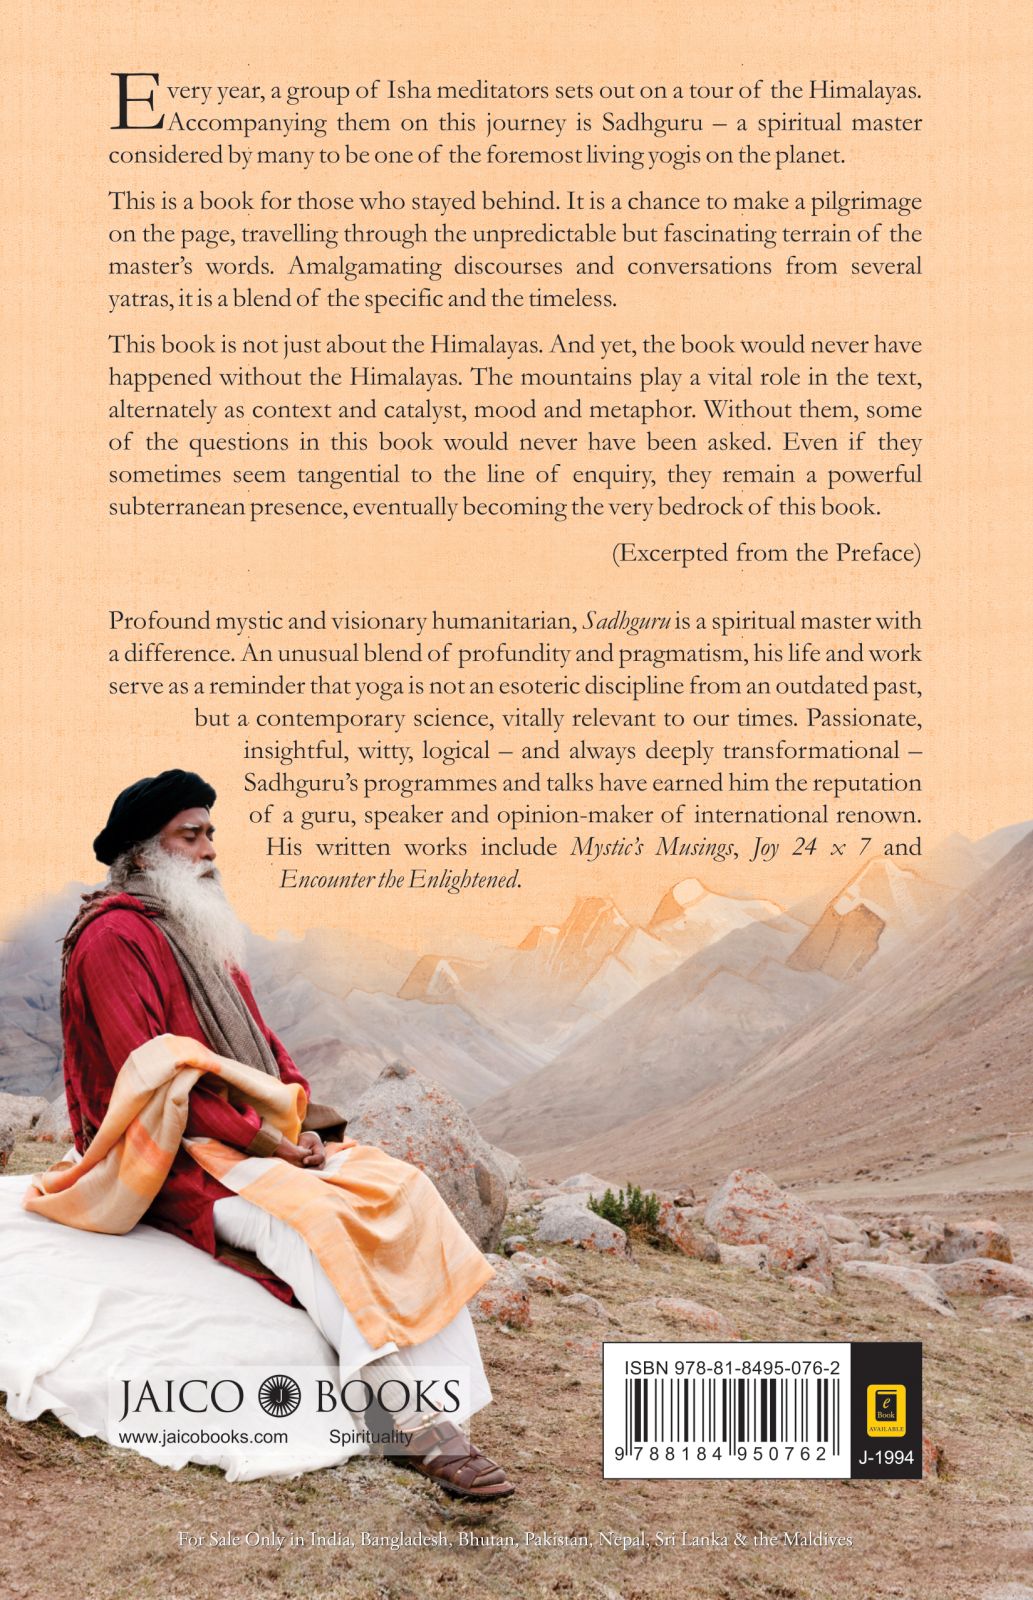 Every year, a group of Isha meditators sets out on a tour of the Himalayas.
Accompanying them on this journey is Sadhguru – a spiritual master
considered by many to be one of the foremost living yogis on the planet.
This is a book for those who stayed behind. It is a chance to make a pilgrimage
on the page, travelling through the unpredictable but fascinating terrain of the
master's words. Amalgamating discourses and conversations from several
yatras, it is a blend of the specific and the timeless.
This book is not just about the Himalayas. And yet, the book would never have
happened without the Himalayas. The mountains play a vital role in the text,
alternately as context and catalyst, mood and metaphor. Without them, some
of the questions in this book would never have been asked. Even if they
sometimes seem tangential to the line of enquiry, they remain a powerful
subterranean presence, eventually becoming the very bedrock of this book.
(Excerpted from the Preface)
Profound mystic and visionary humanitarian, Sadhguru is a spiritual master with
a difference. An unusual blend of profundity and pragmatism, his life and work
serve as a reminder that yoga is not an esoteric discipline from an outdated past,
but a contemporary science, vitally relevant to our times. Passionate,
insightful, witty, logical – and always deeply transformational –
Sadhguru's programmes and talks have earned him the reputation
of a guru, speaker and opinion-maker of international renown.
His written works include Mystic's Musings, Joy 24 x 7 and
Encounter the Enlightened.
JAICO J BOOKS
www.jaicobooks.com Spirituality
ISBN 978-81-8495-076-2
9 788184 950762
e
Book
AVAILABLE
J-1994
For Sale Only in India, Bangladesh, Bhutan, Pakistan, Nepal, Sri Lanka & the Maldives